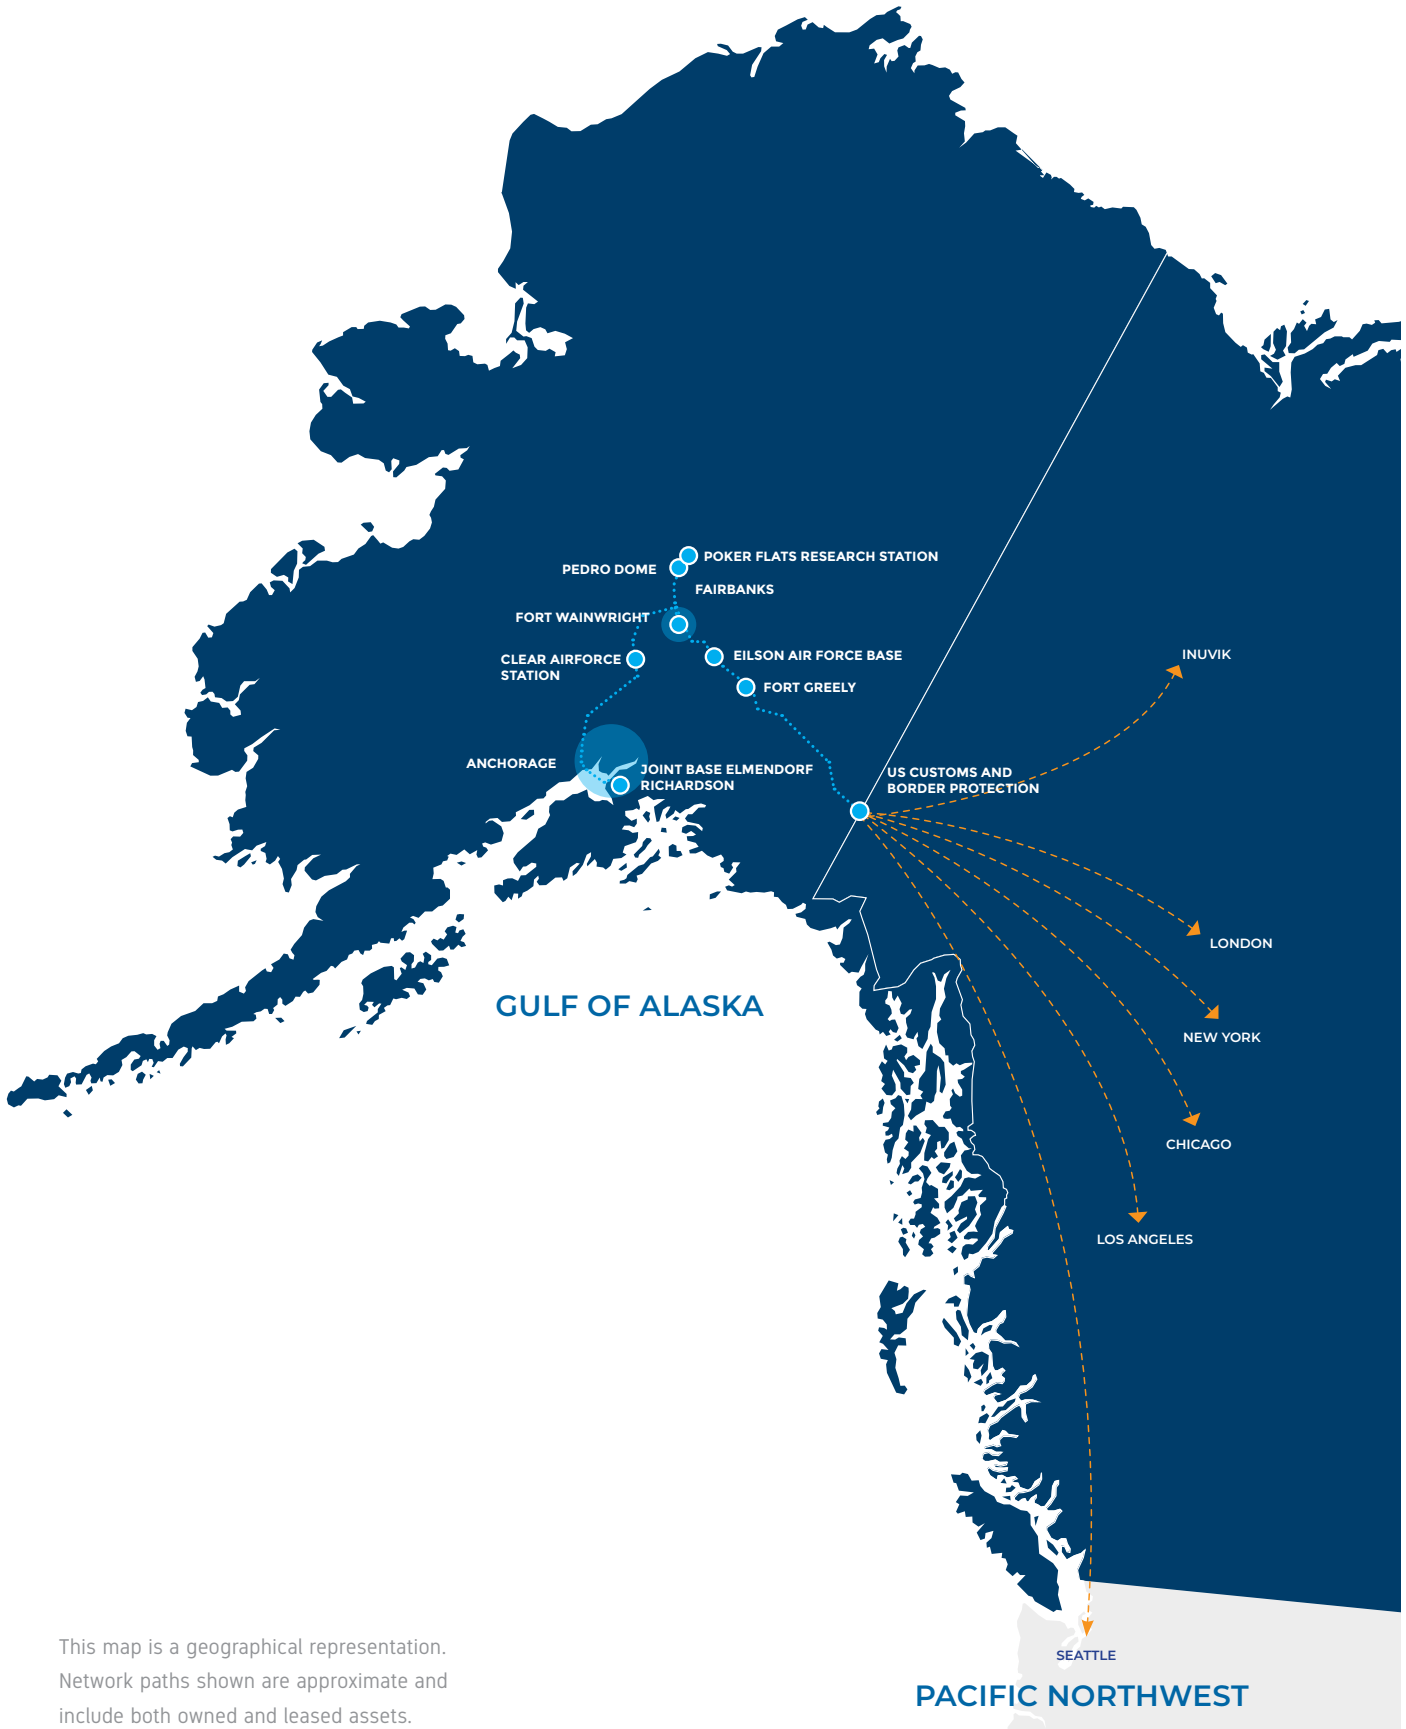 POKER FLATS RESEARCH STATION
PEDRO DOME
FAIRBANKS
FORT WAINWRIGHT
EILSON AIR FORCE BASE
CLEAR AIRFORCE
STATION
FORT GREELY
INUVIK
ANCHORAGE
JOINT BASE ELMENDORF
RICHARDSON
US CUSTOMS AND
BORDER PROTECTION
LONDON
GULF OF ALASKA
NEW YORK
CHICAGO
LOS ANGELES
This map is a geographical representation.
Network paths shown are approximate and
include both owned and leased assets.
SEATTLE
PACIFIC NORTHWEST